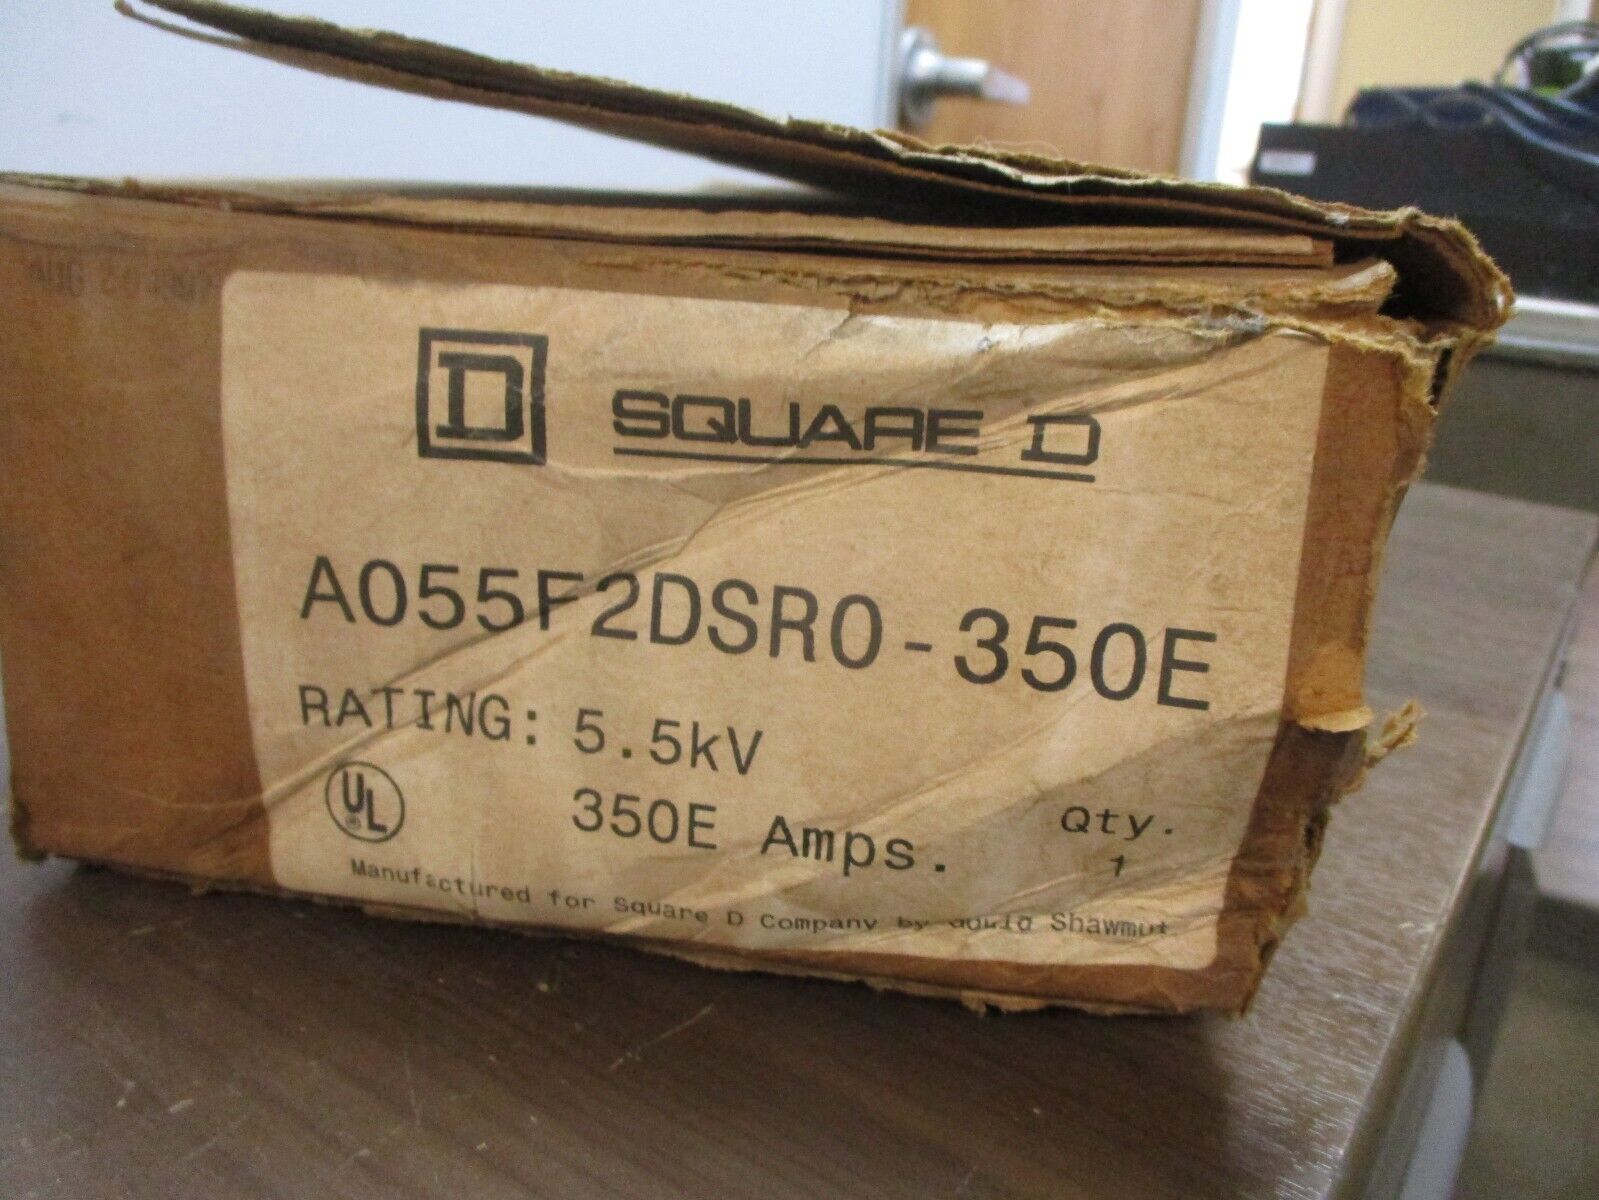 D SQUARE D
A055F2DSR0-350E
RATING: 5.5kV
UL 350E Amps. Qty.
1
Manufactured for Square D Company by Gould Shawmut